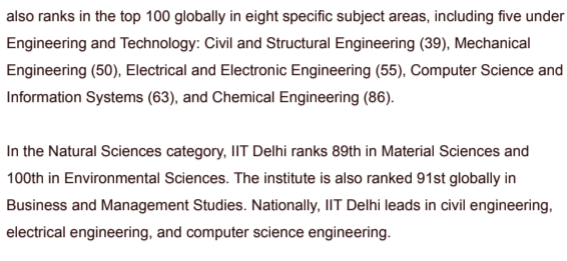 also ranks in the top 100 globally in eight specific subject areas, including five under
Engineering and Technology: Civil and Structural Engineering (39), Mechanical
Engineering (50), Electrical and Electronic Engineering (55), Computer Science and
Information Systems (63), and Chemical Engineering (86).
In the Natural Sciences category, IIT Delhi ranks 89th in Material Sciences and
100th in Environmental Sciences. The institute is also ranked 91st globally in
Business and Management Studies. Nationally, IIT Delhi leads in civil engineering,
electrical engineering, and computer science engineering.